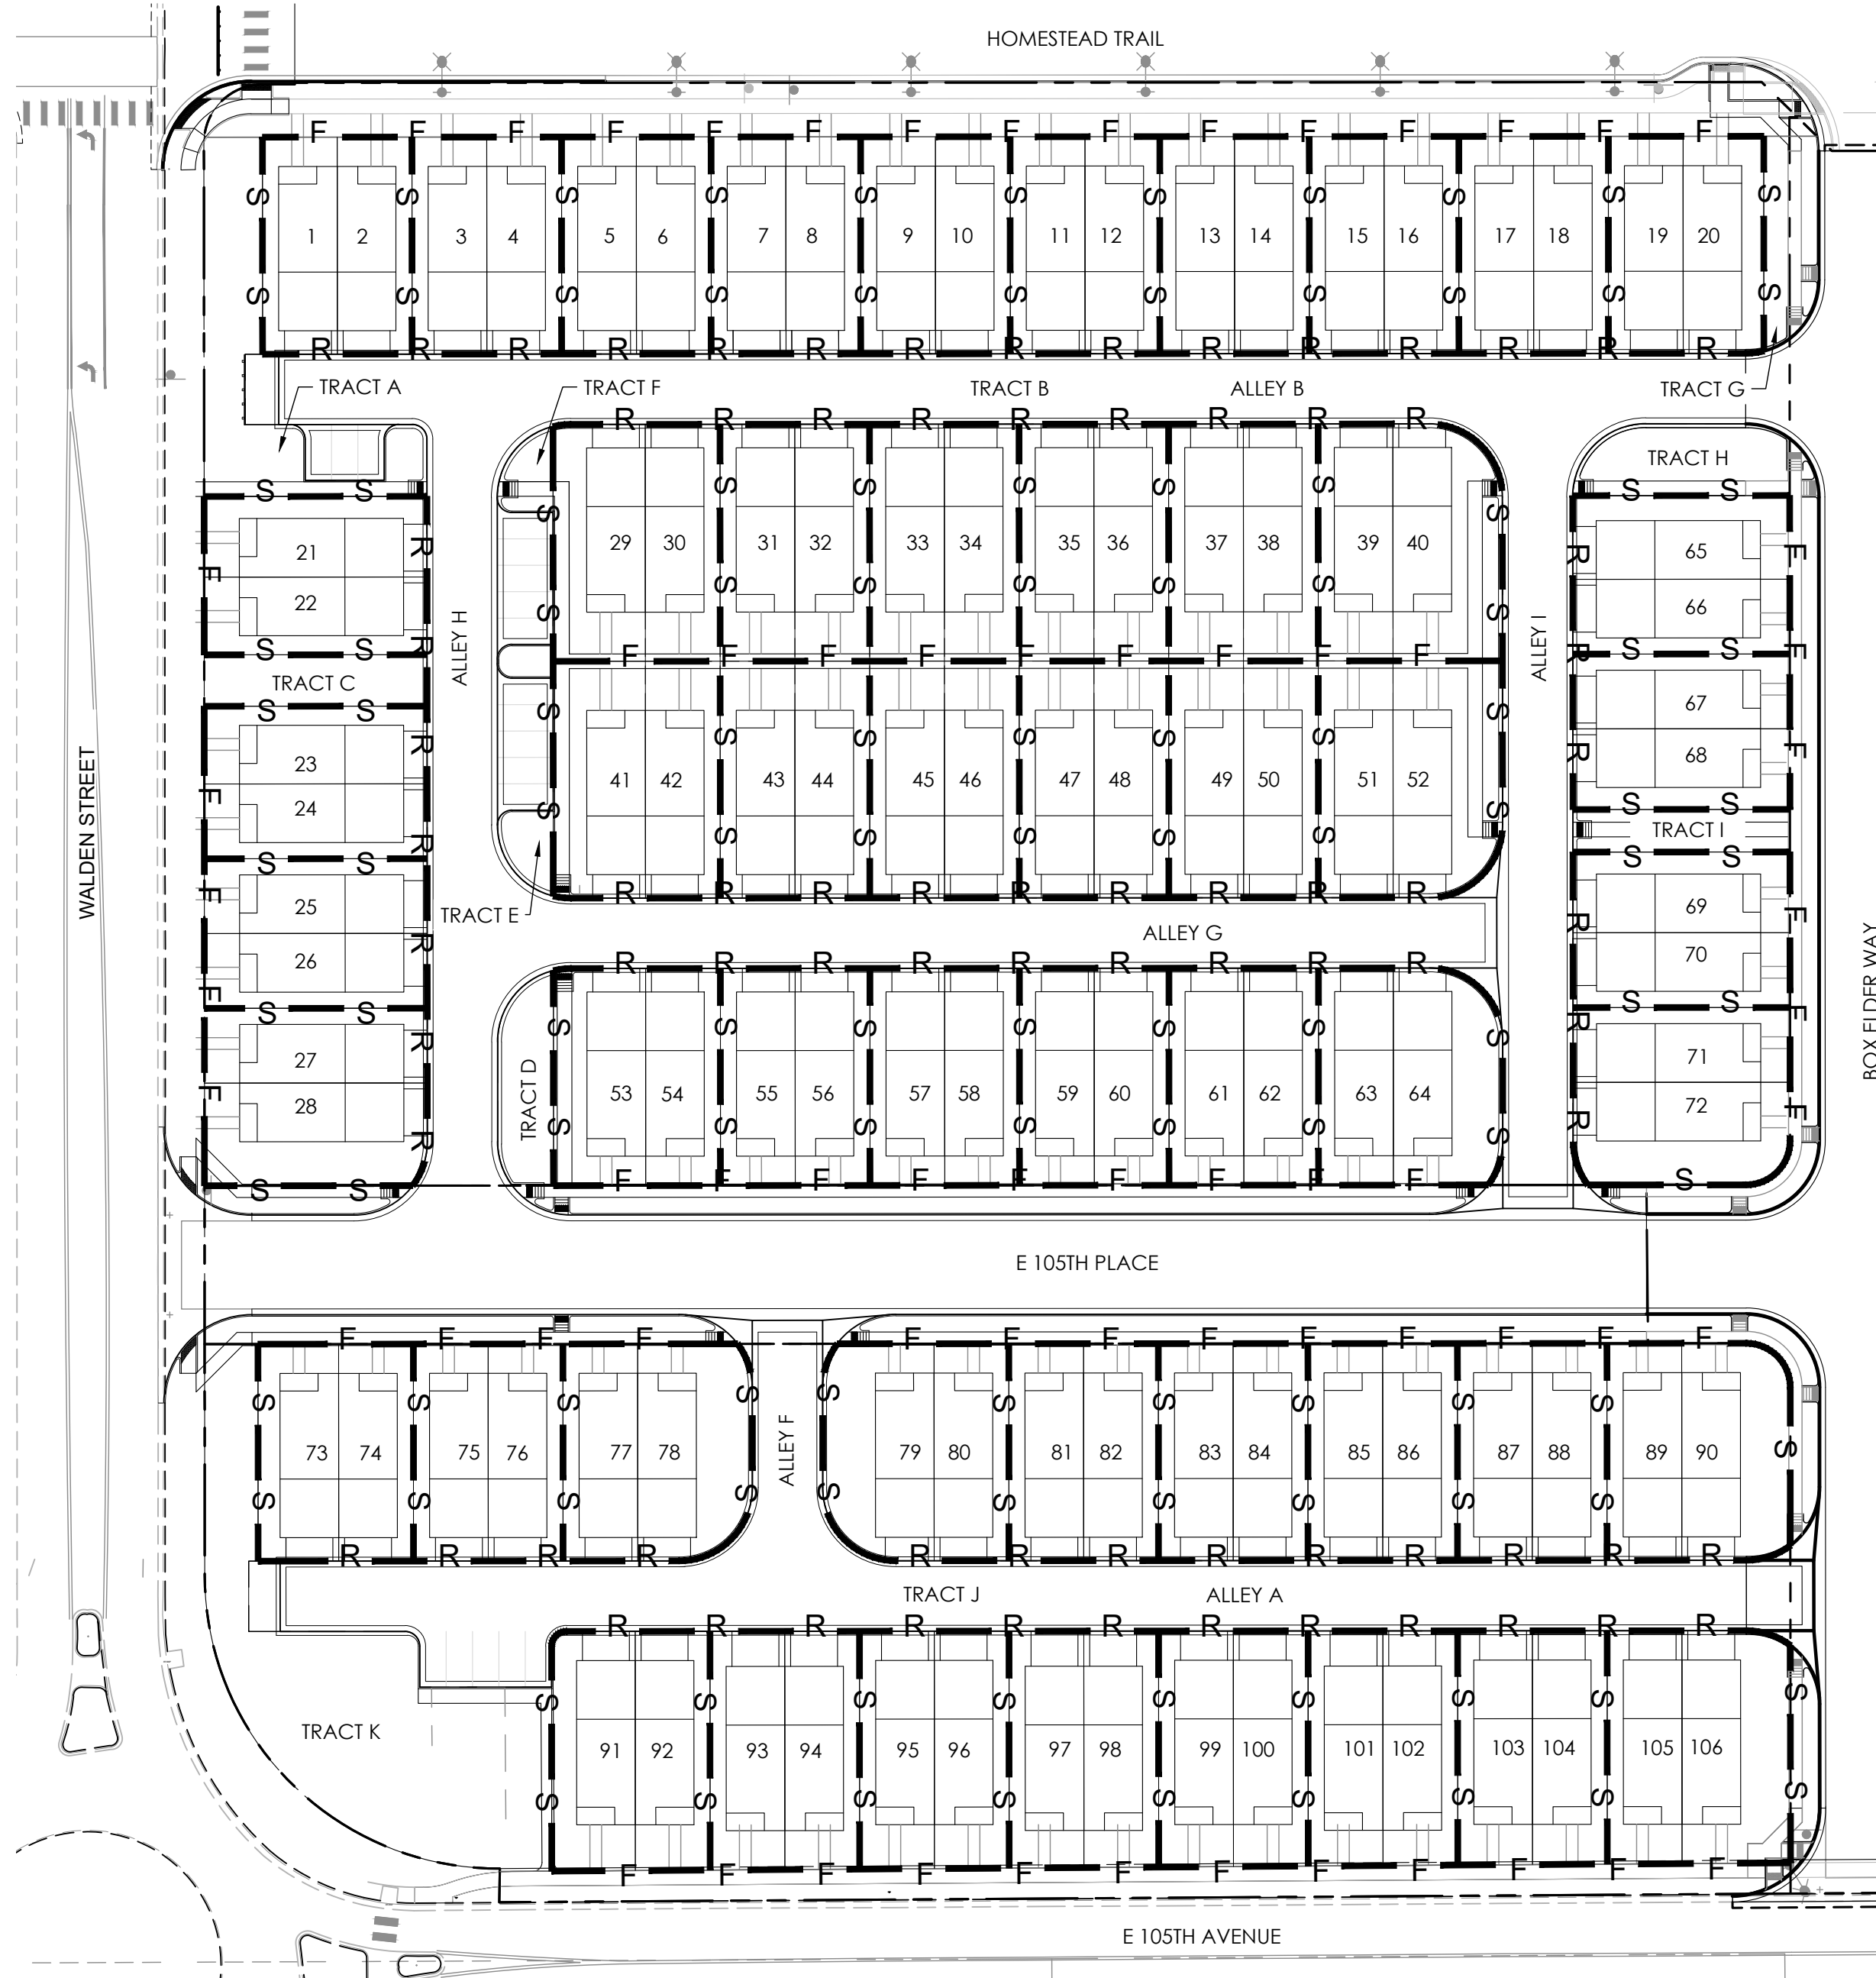 HOMESTEAD TRAIL
F F F F F F F F F F F F F F F
S S S S S S S S S S S
1 2 3 4 5 6 7 8 9 10 11 12 13 14 15 16 17 18 19 20
S S S S S S S S S S S
R R R R R R R R R R R R R R R
TRACT A
TRACT F
TRACT B
ALLEY B
TRACT G
R R R R R R R R R
TRACT H
S S
S S
S S S S S S S
29 30 31 32 33 34 35 36 37 38 39 40
S S S S S S S
F F F F F F F F F
S S S S S S S
41 42 43 44 45 46 47 48 49 50 51 52
S S S S S S S
R R R R R R R R R
21
22
F
R
R
S S
TRACT C
S S
23
24
F
R
R
S S
25
26
F
F
R
S S
27
28
F
R
R
S S
WALDEN STREET
ALLEY H
ALLEY I
TRACT E
ALLEY G
R R R R R R R R R
S S S S S S S
53 54 55 56 57 58 59 60 61 62 63 64
S S S S S S S
F F F F F F F F F
TRACT D
65
66
R
F
R
F
S S
67
68
R
F
S S
TRACT I
S S
69
70
R
F
S S
71
72
R
F
R
F
S
BOX ELDER WAY
E 105TH PLACE
F F F F F F F F F F F F F
S S S S S S S S S S
73 74 75 76 77 78 79 80 81 82 83 84 85 86 87 88 89 90
S
S S S S S S S S S S
R R R R R R R R R R R R R
ALLEY F
TRACT J
ALLEY A
R R R R R R R R R R R R
S S S S S S S S S
TRACT K
91 92 93 94 95 96 97 98 99 100 101 102 103 104 105 106
S S S S S S S S S
F F F F F F F F F F F F
E 105TH AVENUE